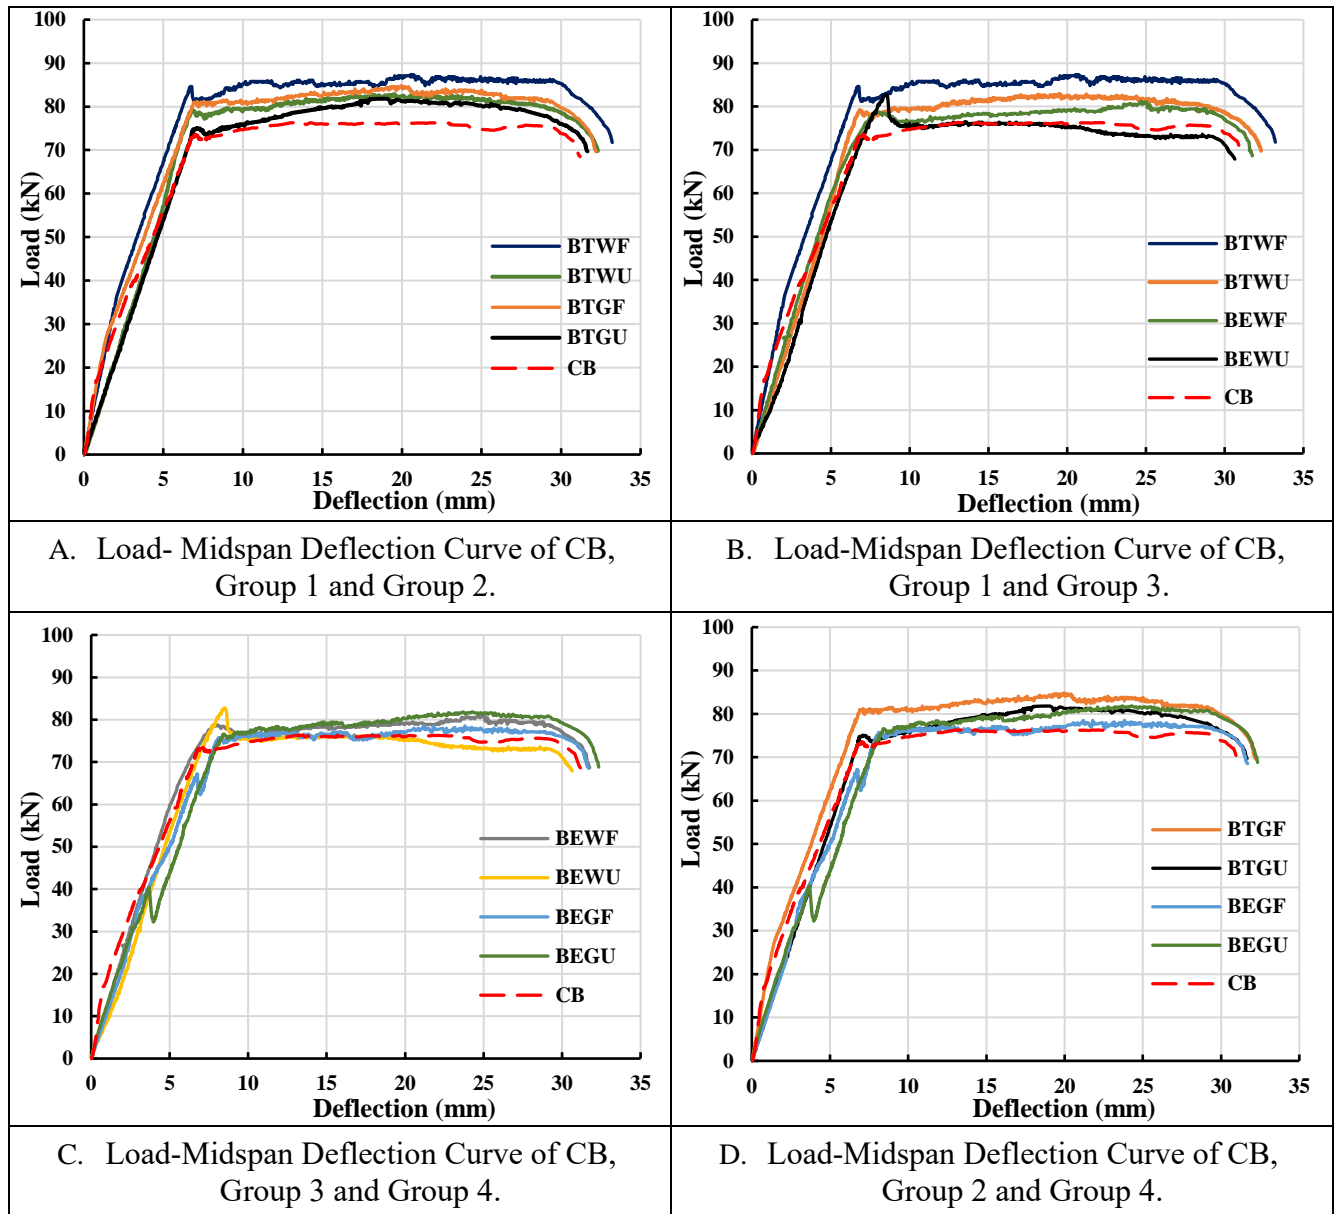 100
90
80
70
60
50
40
30
20
10
0
Load (kN)
BTWF
BTWU
BTGF
BTGU
CB
0 5 10 15 20 25 30 35
Deflection (mm)
100
90
80
70
60
50
40
30
20
10
0
Load (kN)
BTWF
BTWU
BEWF
BEWU
CB
0 5 10 15 20 25 30 35
Deflection (mm)
A. Load- Midspan Deflection Curve of CB,
Group 1 and Group 2.
B. Load-Midspan Deflection Curve of CB,
Group 1 and Group 3.
100
90
80
70
60
50
40
30
20
10
0
Load (kN)
BEWF
BEWU
BEGF
BEGU
CB
0 5 10 15 20 25 30 35
Deflection (mm)
100
90
80
70
60
50
40
30
20
10
0
Load (kN)
BTGF
BTGU
BEGF
BEGU
CB
0 5 10 15 20 25 30 35
Deflection (mm)
C. Load-Midspan Deflection Curve of CB,
Group 3 and Group 4.
D. Load-Midspan Deflection Curve of CB,
Group 2 and Group 4.